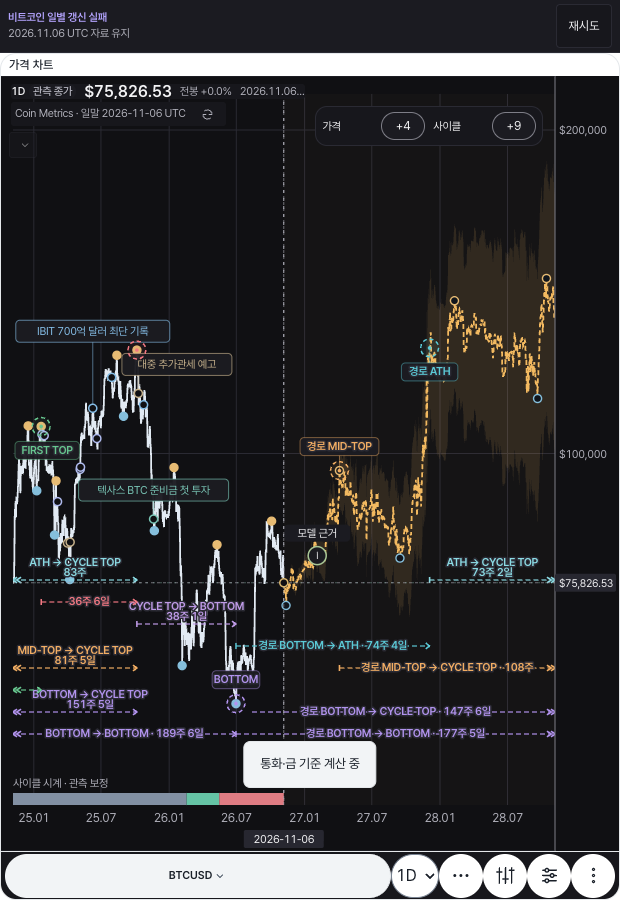 비트코인 일별 갱신 실패
2026.11.06 UTC 자료 유지
재시도
가격 차트
1D 관측 종가 $75,826.53 전봉 +0.0% 2026.11.06...
Coin Metrics · 일말 2026-11-06 UTC
가격 +4 사이클 +9
$200,000
IBIT 700억 달러 최단 기록
대중 추가관세 예고
경로 ATH
FIRST TOP
경로 MID-TOP
$100,000
텍사스 BTC 준비금 첫 투자
모델 근거
ATH → CYCLE TOP
83주
ATH → CYCLE TOP
73주 2일
$75,826.53
36주 6일
CYCLE TOP → BOTTOM
38주 1일
경로 BOTTOM → ATH · 74주 4일
MID-TOP → CYCLE TOP
81주 5일
경로 MID-TOP → CYCLE TOP · 108주
BOTTOM
BOTTOM → CYCLE TOP
151주 5일
경로 BOTTOM → CYCLE TOP · 147주 6일
BOTTOM → BOTTOM · 189주 6일
경로 BOTTOM → BOTTOM · 177주 5일
통화·금 기준 계산 중
사이클 시계 · 관측 보정
25.01 25.07 26.01 26.07 27.01 27.07 28.01 28.07
2026-11-06
BTCUSD
1D